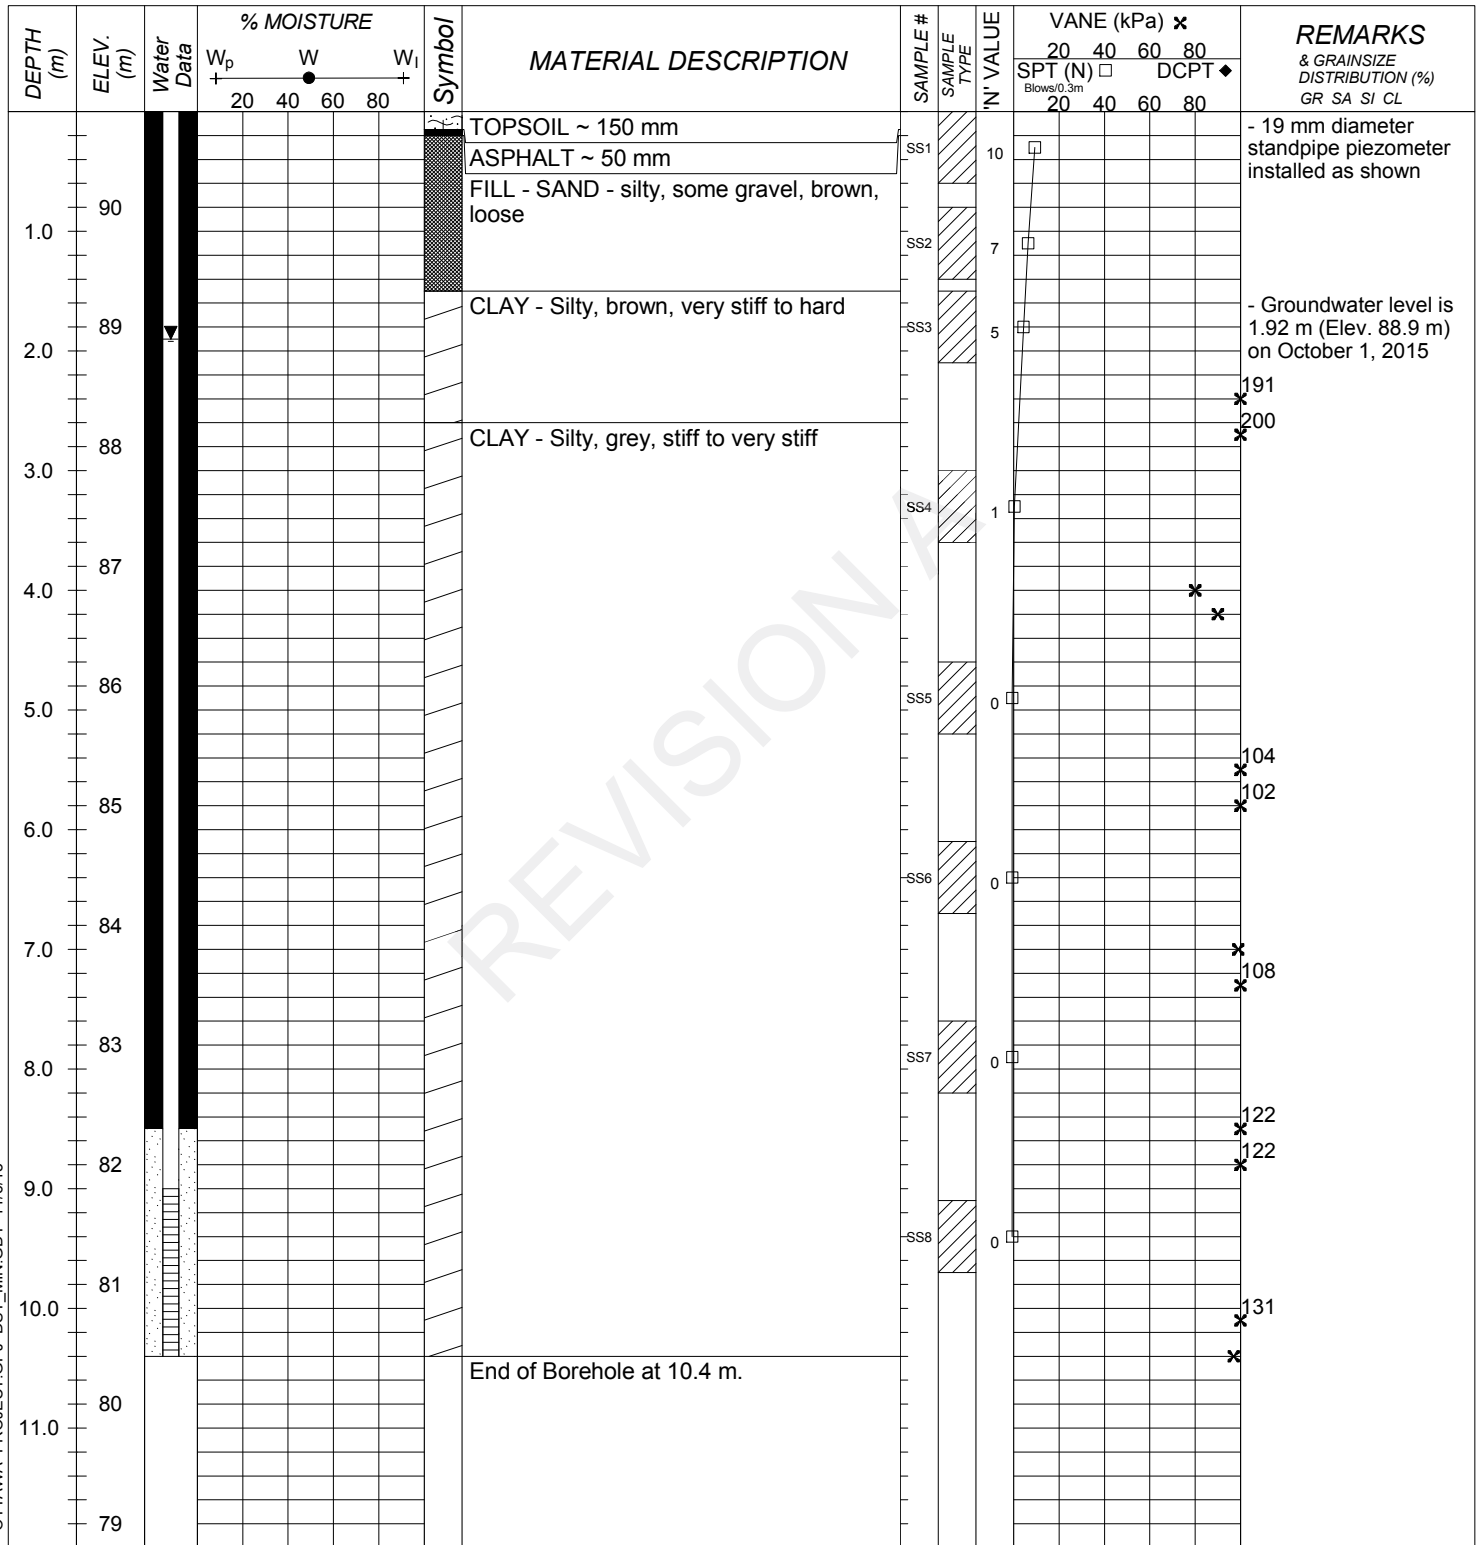 DEPTH (m)
ELEV. (m)
Water Data
% MOISTURE
Wp W Wl
20 40 60 80
Symbol
MATERIAL DESCRIPTION
SAMPLE #
SAMPLE TYPE
'N' VALUE
VANE (kPa)
20 40 60 80
SPT (N) DCPT
Blows/0.3m
20 40 60 80
REMARKS
& GRAINSIZE
DISTRIBUTION (%)
GR SA SI CL
TOPSOIL ~ 150 mm
ASPHALT ~ 50 mm
FILL - SAND - silty, some gravel, brown,
loose
SS1
10
- 19 mm diameter
standpipe piezometer
installed as shown
90
1.0
SS2
7
CLAY - Silty, brown, very stiff to hard
89
SS3
5
- Groundwater level is
1.92 m (Elev. 88.9 m)
on October 1, 2015
2.0
191
200
CLAY - Silty, grey, stiff to very stiff
88
3.0
SS4
1
87
4.0
86
SS5
0
5.0
104
102
85
6.0
SS6
0
84
7.0
108
83
SS7
0
8.0
122
122
82
9.0
SS8
0
81
10.0
131
End of Borehole at 10.4 m.
80
11.0
79
REVISION A